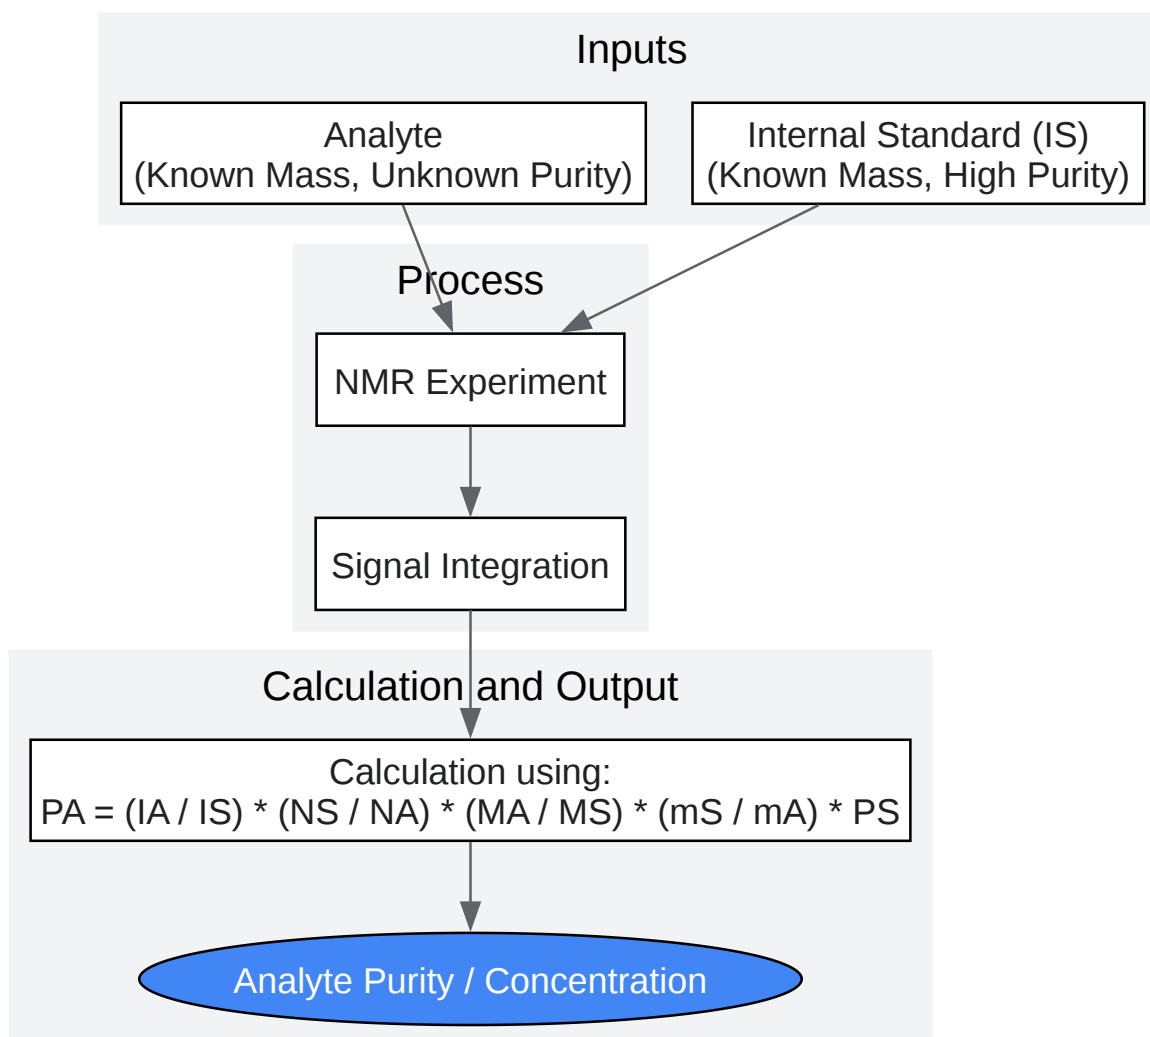 Inputs
Analyte
(Known Mass, Unknown Purity)
Internal Standard (IS)
(Known Mass, High Purity)
Process
NMR Experiment
Signal Integration
Calculation and Output
Calculation using:
PA = (IA / IS) * (NS / NA) * (MA / MS) * (mS / mA) * PS
Analyte Purity / Concentration